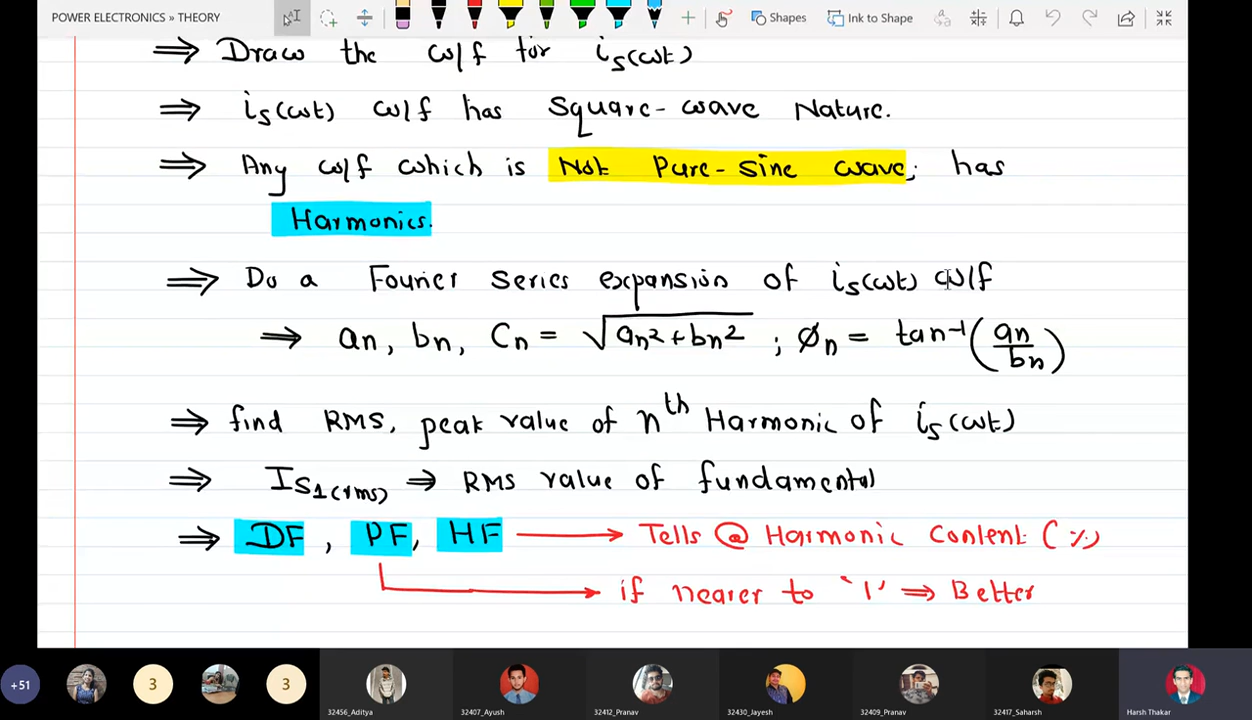 POWER ELECTRONICS » THEORY
Shapes
Ink to Shape
⇒ Draw the w/f for is(ωt)
⇒ is(ωt) w/f has Square-wave Nature.
⇒ Any w/f which is Not Pure-sine wave; has
Harmonics.
⇒ Do a Fourier Series expansion of is(ωt) w/f
⇒ an, bn, Cn = √(an²+bn²) ; Øn = tan⁻¹(an/bn)
⇒ find RMS, peak value of nth Harmonic of is(ωt)
⇒ IS1(rms) ⇒ RMS value of fundamental
⇒ DF, PF, HF → Tells @ Harmonic Content (%)
→ if nearer to '1' ⇒ Better
+51
3
3
32456_Aditya
32407_Ayush
32412_Pranav
32430_Jayesh
32409_Pranav
32417_Saharsh
Harsh Thakar